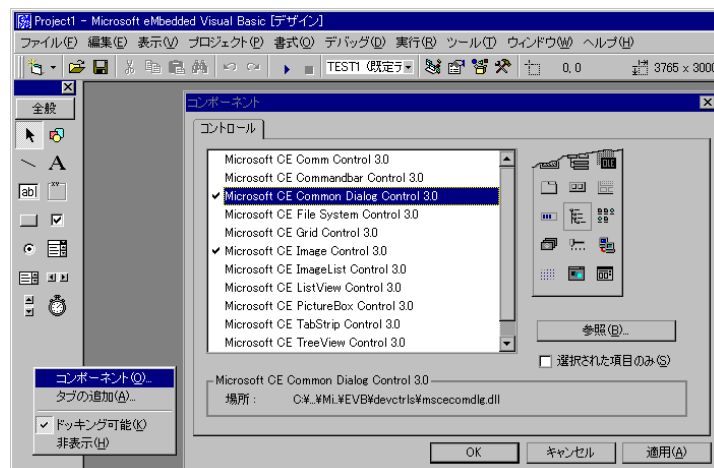 Project1 - Microsoft eMbedded Visual Basic [デザイン]
ファイル(F) 編集(E) 表示(V) プロジェクト(P) 書式(O) デバッグ(D) 実行(R) ツール(T) ウィンドウ(W) ヘルプ(H)
TEST1 (既定デ 0, 0 3765 x 3000
全般
A
ab
xv
コンポーネント
コントロール
Microsoft CE Comm Control 3.0
Microsoft CE Commandbar Control 3.0
Microsoft CE Common Dialog Control 3.0
Microsoft CE File System Control 3.0
Microsoft CE Grid Control 3.0
Microsoft CE Image Control 3.0
Microsoft CE ImageList Control 3.0
Microsoft CE ListView Control 3.0
Microsoft CE PictureBox Control 3.0
Microsoft CE TabStrip Control 3.0
Microsoft CE TreeView Control 3.0
OLE
参照(B)...
選択された項目のみ(S)
Microsoft CE Common Dialog Control 3.0
場所 : C:¥...¥Mi.¥EVB¥devctrls¥mscecomdlg.dll
OK キャンセル 適用(A)
コンポーネント(O)...
タブの追加(A)...
ドッキング可能(K)
非表示(H)